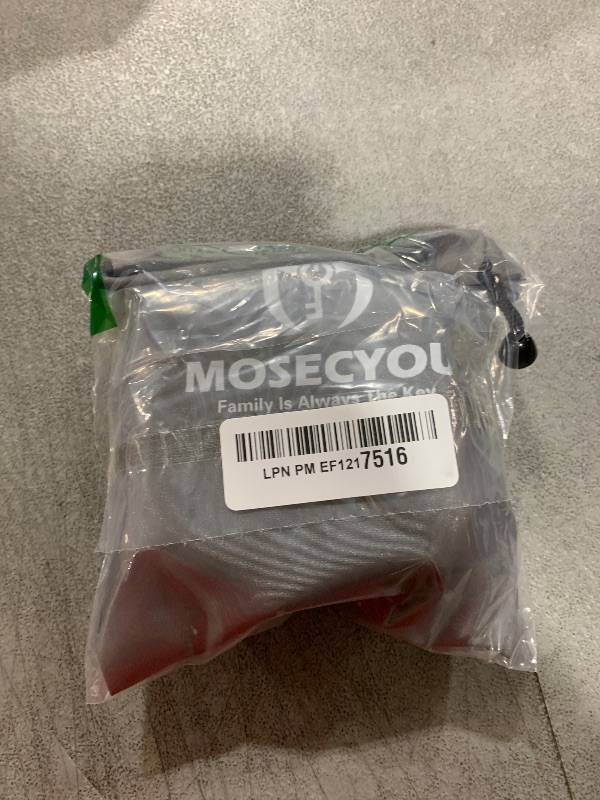 MOSECYOU
Family Is Always The Key
LPN PM EF1217516